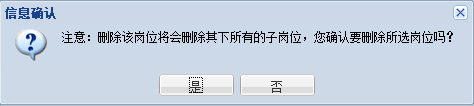 信息确认
注意：删除该岗位将会删除其下所有的子岗位，您确认要删除所选岗位吗？
是 否